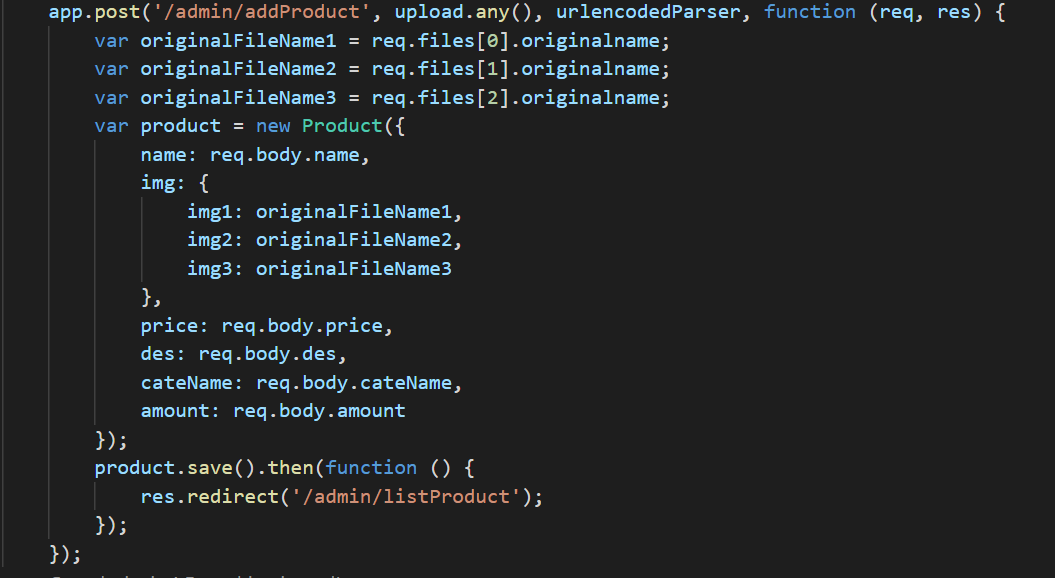 app.post('/admin/addProduct', upload.any(), urlencodedParser, function (req, res) {
    var originalFileName1 = req.files[0].originalname;
    var originalFileName2 = req.files[1].originalname;
    var originalFileName3 = req.files[2].originalname;
    var product = new Product({
        name: req.body.name,
        img: {
            img1: originalFileName1,
            img2: originalFileName2,
            img3: originalFileName3
        },
        price: req.body.price,
        des: req.body.des,
        cateName: req.body.cateName,
        amount: req.body.amount
    });
    product.save().then(function () {
        res.redirect('/admin/listProduct');
    });
});